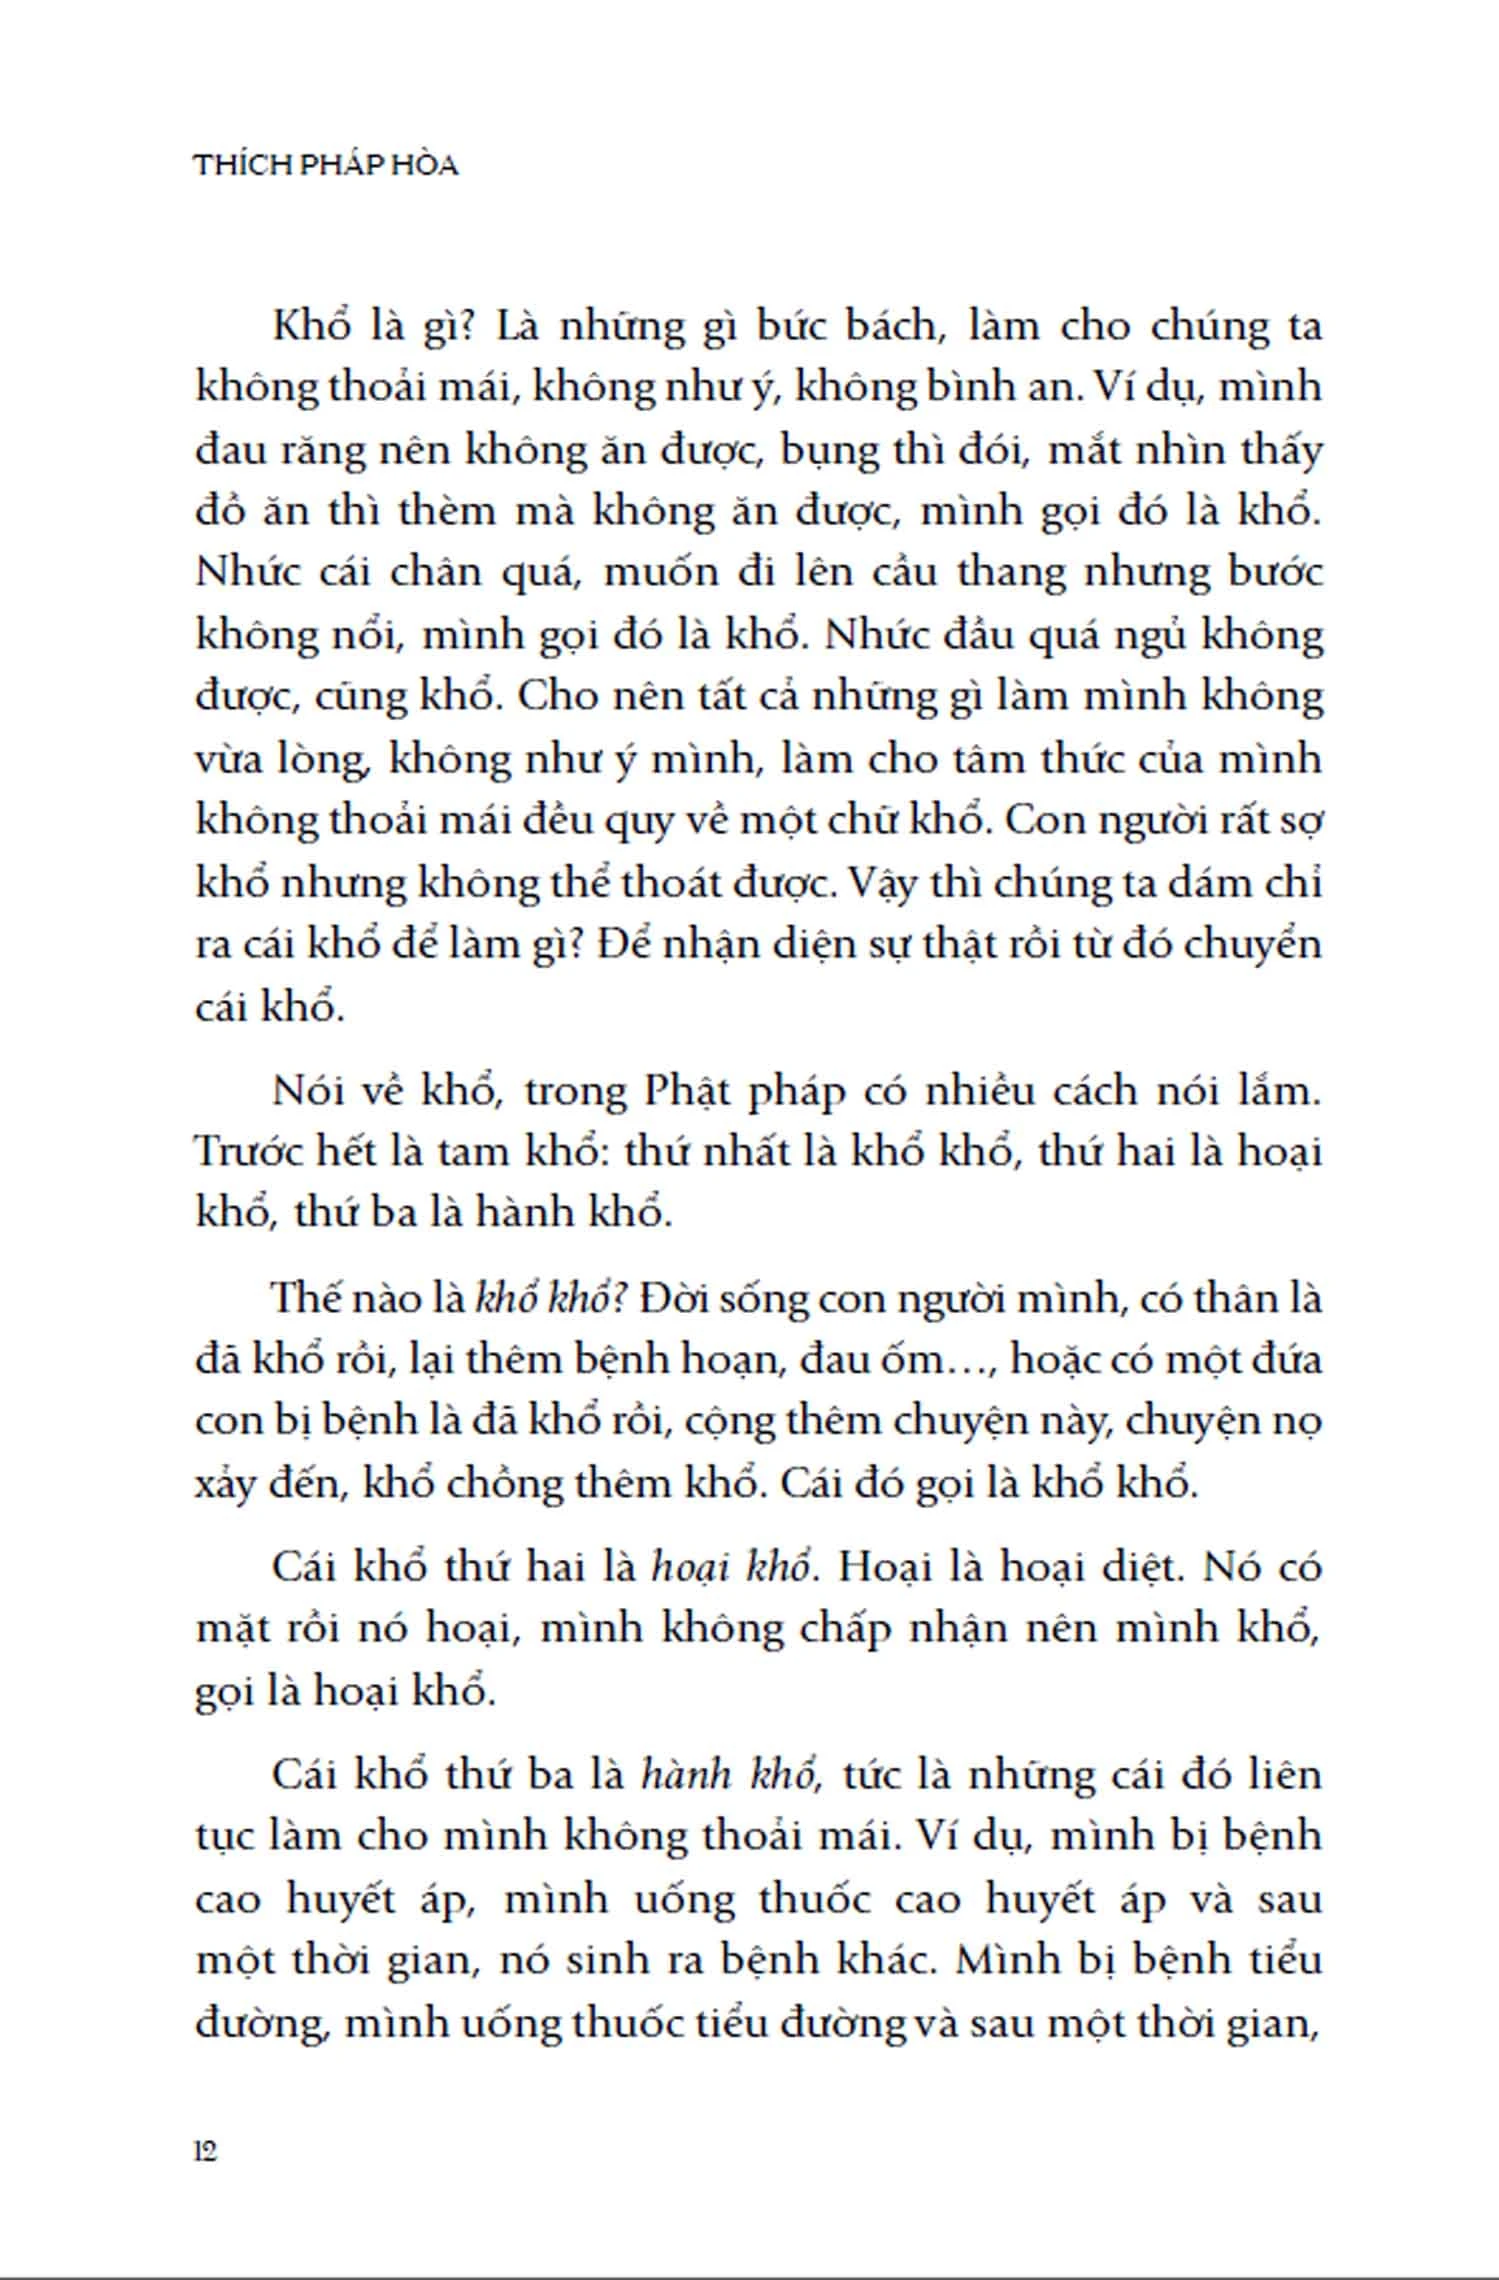 THÍCH PHÁP HÒA
Khổ là gì? Là những gì bức bách, làm cho chúng ta
không thoải mái, không như ý, không bình an. Ví dụ, mình
đau răng nên không ăn được, bụng thì đói, mắt nhìn thấy
đồ ăn thì thèm mà không ăn được, mình gọi đó là khổ.
Nhức cái chân quá, muốn đi lên cầu thang nhưng bước
không nổi, mình gọi đó là khổ. Nhức đầu quá ngủ không
được, cũng khổ. Cho nên tất cả những gì làm mình không
vừa lòng, không như ý mình, làm cho tâm thức của mình
không thoải mái đều quy về một chữ khổ. Con người rất sợ
khổ nhưng không thể thoát được. Vậy thì chúng ta dám chỉ
ra cái khổ để làm gì? Để nhận diện sự thật rồi từ đó chuyển
cái khổ.
Nói về khổ, trong Phật pháp có nhiều cách nói lắm.
Trước hết là tam khổ: thứ nhất là khổ khổ, thứ hai là hoại
khổ, thứ ba là hành khổ.
Thế nào là khổ khổ? Đời sống con người mình, có thân là
đã khổ rồi, lại thêm bệnh hoạn, đau ốm…, hoặc có một đứa
con bị bệnh là đã khổ rồi, cộng thêm chuyện này, chuyện nọ
xảy đến, khổ chồng thêm khổ. Cái đó gọi là khổ khổ.
Cái khổ thứ hai là hoại khổ. Hoại là hoại diệt. Nó có
mặt rồi nó hoại, mình không chấp nhận nên mình khổ,
gọi là hoại khổ.
Cái khổ thứ ba là hành khổ, tức là những cái đó liên
tục làm cho mình không thoải mái. Ví dụ, mình bị bệnh
cao huyết áp, mình uống thuốc cao huyết áp và sau
một thời gian, nó sinh ra bệnh khác. Mình bị bệnh tiểu
đường, mình uống thuốc tiểu đường và sau một thời gian,
12